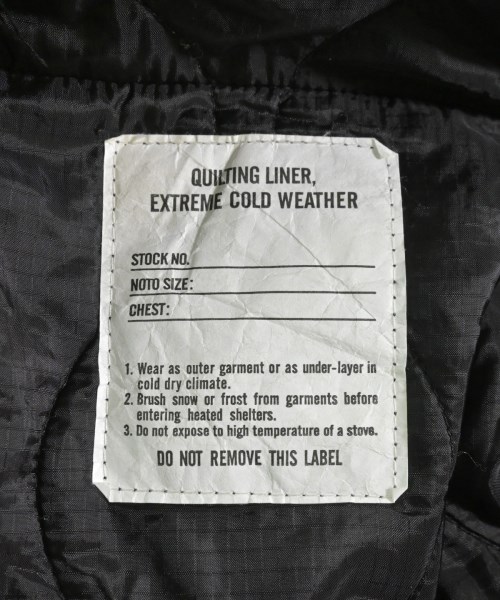 QUILTING LINER,
EXTREME COLD WEATHER
STOCK NO.
NOTO SIZE:
CHEST:
1. Wear as outer garment or as under-layer in
cold dry climate.
2. Brush snow or frost from garments before
entering heated shelters.
3. Do not expose to high temperature of a stove.
DO NOT REMOVE THIS LABEL